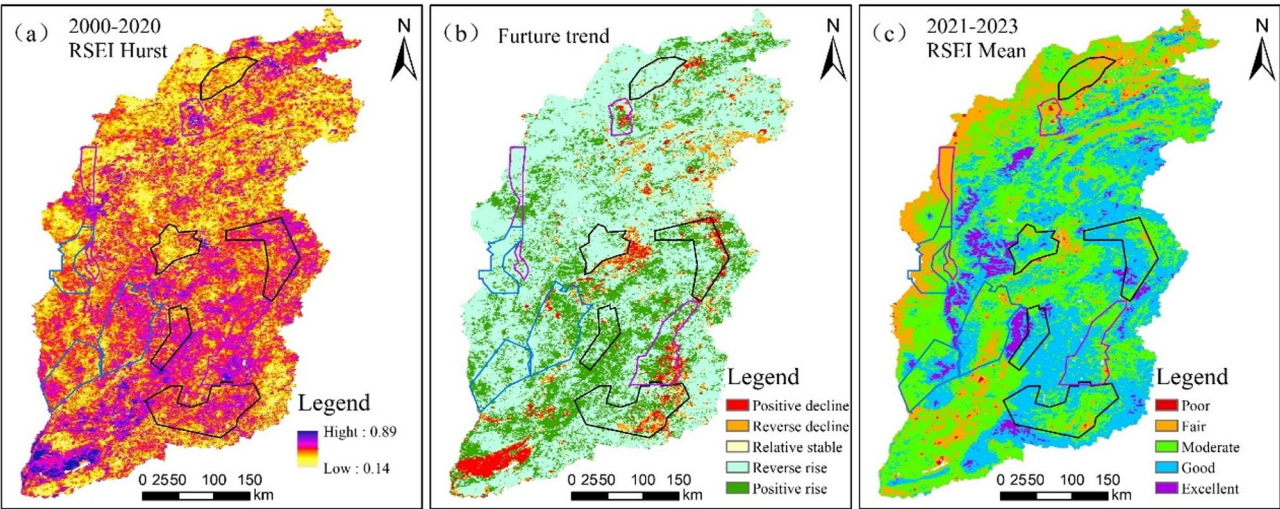 (a)
2000-2020
RSEI Hurst
N
Legend
Hight : 0.89
Low : 0.14
0 2550 100 150
km
(b)
Furture trend
N
Legend
Positive decline
Reverse decline
Relative stable
Reverse rise
Positive rise
0 2550 100 150
km
(c)
2021-2023
RSEI Mean
N
Legend
Poor
Fair
Moderate
Good
Excellent
0 2550 100 150
km